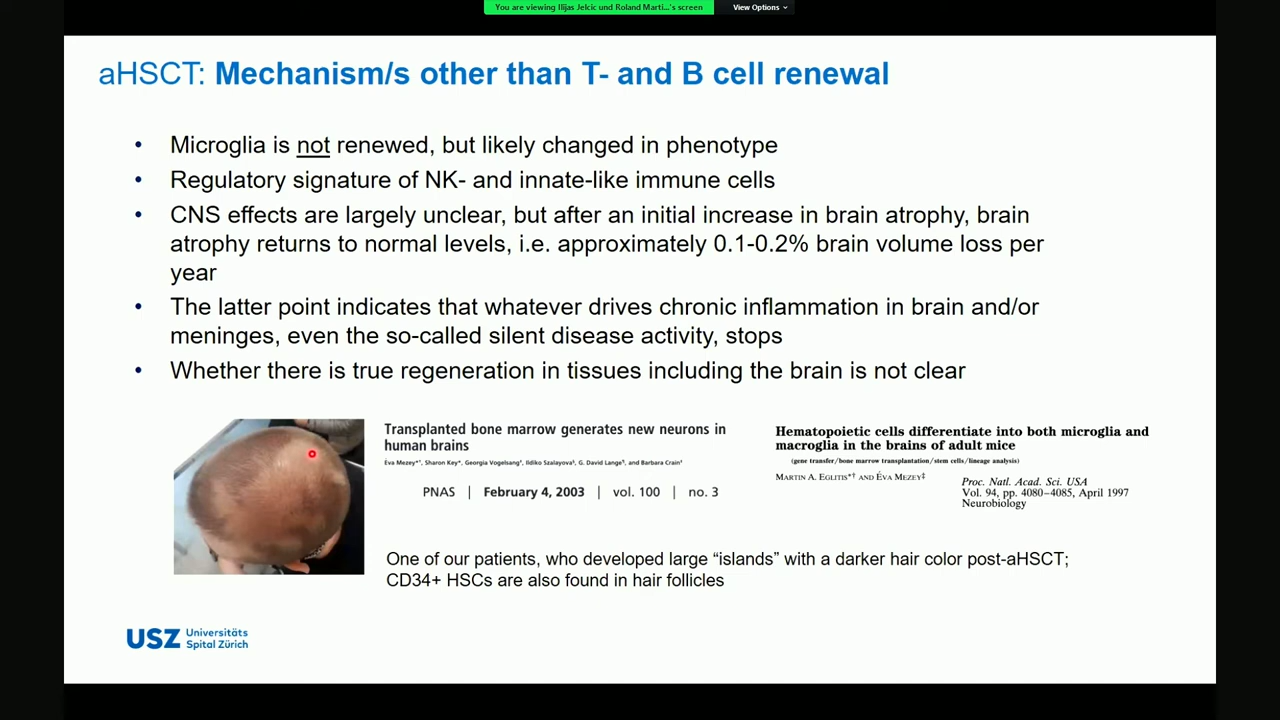 You are viewing Ilijas Jelcic und Roland Marti...'s screen
View Options
aHSCT: Mechanism/s other than T- and B cell renewal
• Microglia is not renewed, but likely changed in phenotype
• Regulatory signature of NK- and innate-like immune cells
• CNS effects are largely unclear, but after an initial increase in brain atrophy, brain
atrophy returns to normal levels, i.e. approximately 0.1-0.2% brain volume loss per
year
• The latter point indicates that whatever drives chronic inflammation in brain and/or
meninges, even the so-called silent disease activity, stops
• Whether there is true regeneration in tissues including the brain is not clear
Transplanted bone marrow generates new neurons in
human brains
Eva Mezey*†, Sharon Key*, Georgia Vogelsang‡, Ildiko Szalayova§, G. David Lange¶, and Barbara Crain‡
PNAS | February 4, 2003 | vol. 100 | no. 3
Hematopoietic cells differentiate into both microglia and
macroglia in the brains of adult mice
(gene transfer/bone marrow transplantation/stem cells/lineage analysis)
MARTIN A. EGLITIS*† AND ÉVA MEZEY‡
Proc. Natl. Acad. Sci. USA
Vol. 94, pp. 4080–4085, April 1997
Neurobiology
One of our patients, who developed large “islands” with a darker hair color post-aHSCT;
CD34+ HSCs are also found in hair follicles
USZ Universitäts
Spital Zürich